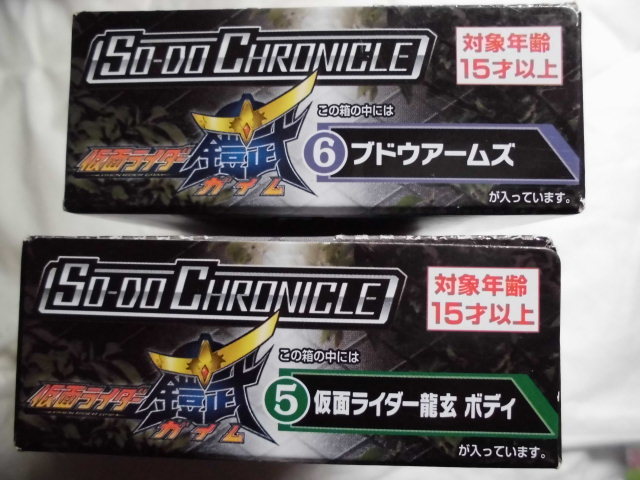 SO-DO CHRONICLE
対象年齢
15才以上
この箱の中には
仮面ライダー
鎧武
ガイム
6 ブドウアームズ
が入っています。
SO-DO CHRONICLE
対象年齢
15才以上
この箱の中には
仮面ライダー
鎧武
ガイム
5 仮面ライダー龍玄 ボディ
が入っています。